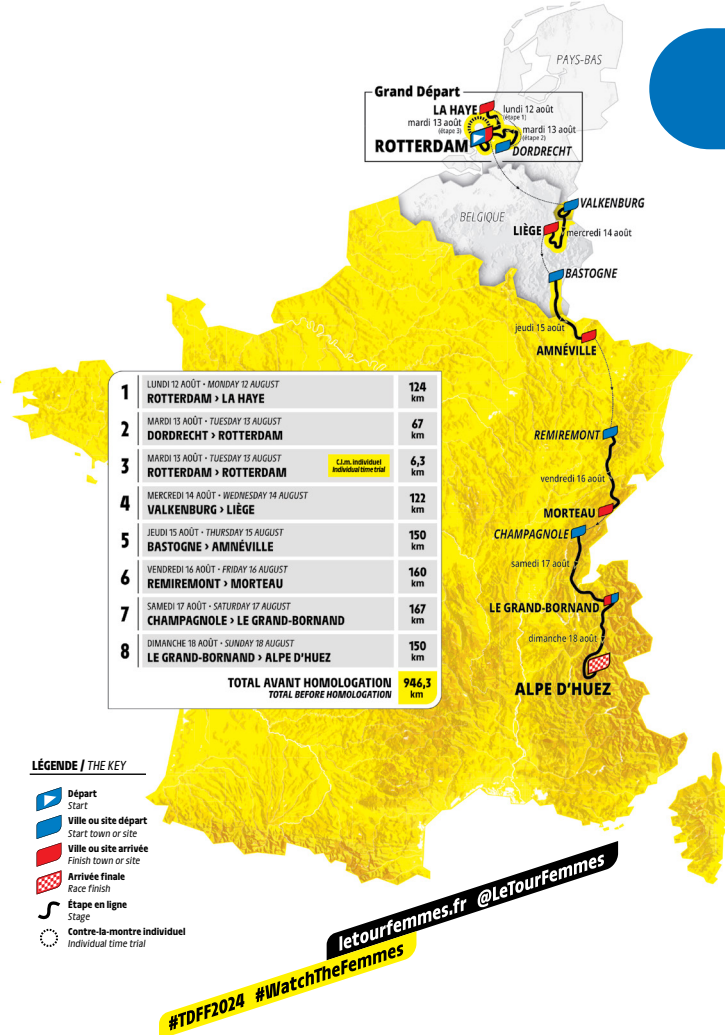 PAYS-BAS
Grand Départ
LA HAYE
lundi 12 août
(étape 1)
mardi 13 août
(étape 3)
mardi 13 août
(étape 2)
ROTTERDAM
DORDRECHT
VALKENBURG
BELGIQUE
LIÈGE
mercredi 14 août
BASTOGNE
jeudi 15 août
AMNÉVILLE
1 LUNDI 12 AOÛT • MONDAY 12 AUGUST
ROTTERDAM > LA HAYE
124
km
2 MARDI 13 AOÛT • TUESDAY 13 AUGUST
DORDRECHT > ROTTERDAM
67
km
3 MARDI 13 AOÛT • TUESDAY 13 AUGUST
ROTTERDAM > ROTTERDAM
C.l.m. individuel
Individual time trial
6,3
km
4 MERCREDI 14 AOÛT • WEDNESDAY 14 AUGUST
VALKENBURG > LIÈGE
122
km
5 JEUDI 15 AOÛT • THURSDAY 15 AUGUST
BASTOGNE > AMNÉVILLE
150
km
6 VENDREDI 16 AOÛT • FRIDAY 16 AUGUST
REMIREMONT > MORTEAU
160
km
7 SAMEDI 17 AOÛT • SATURDAY 17 AUGUST
CHAMPAGNOLE > LE GRAND-BORNAND
167
km
8 DIMANCHE 18 AOÛT • SUNDAY 18 AUGUST
LE GRAND-BORNAND > ALPE D'HUEZ
150
km
TOTAL AVANT HOMOLOGATION
TOTAL BEFORE HOMOLOGATION
946,3
km
REMIREMONT
vendredi 16 août
MORTEAU
CHAMPAGNOLE
samedi 17 août
LE GRAND-BORNAND
dimanche 18 août
ALPE D'HUEZ
LÉGENDE / THE KEY
Départ
Start
Ville ou site départ
Start town or site
Ville ou site arrivée
Finish town or site
Arrivée finale
Race finish
Étape en ligne
Stage
Contre-la-montre individuel
Individual time trial
letourfemmes.fr @LeTourFemmes
#TDFF2024 #WatchTheFemmes